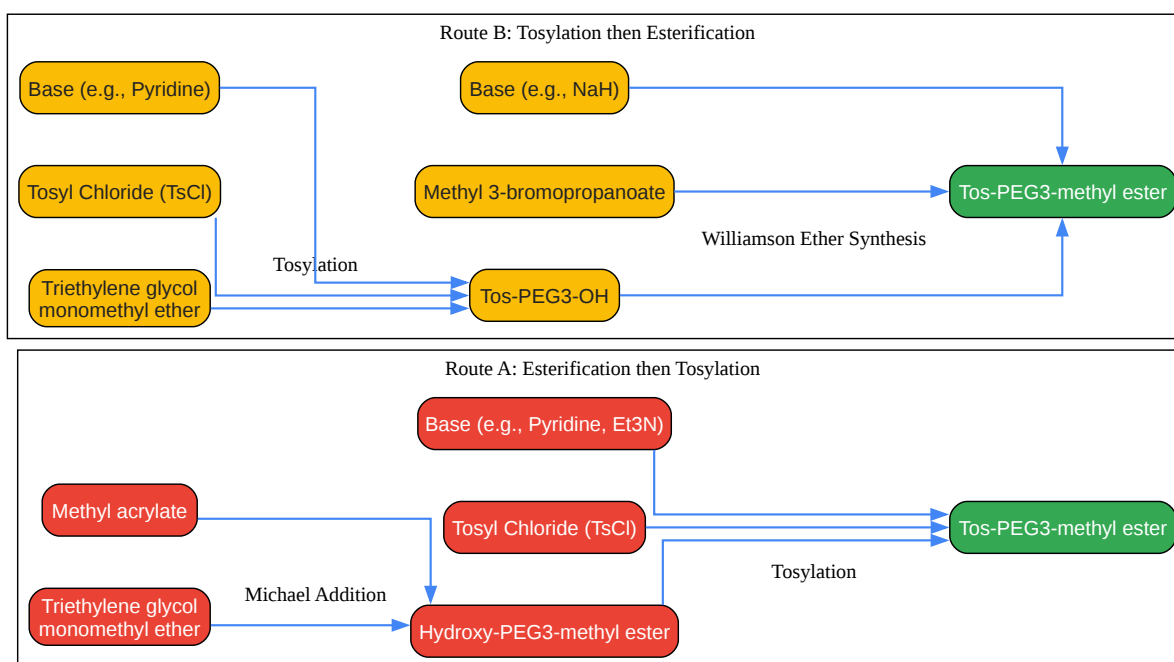 Route B: Tosylation then Esterification
Base (e.g., Pyridine)
Base (e.g., NaH)
Tosyl Chloride (TsCl)
Methyl 3-bromopropanoate
Tos-PEG3-methyl ester
Williamson Ether Synthesis
Tosylation
Triethylene glycol
monomethyl ether
Tos-PEG3-OH
Route A: Esterification then Tosylation
Base (e.g., Pyridine, Et3N)
Methyl acrylate
Tosyl Chloride (TsCl)
Tos-PEG3-methyl ester
Tosylation
Michael Addition
Triethylene glycol
monomethyl ether
Hydroxy-PEG3-methyl ester